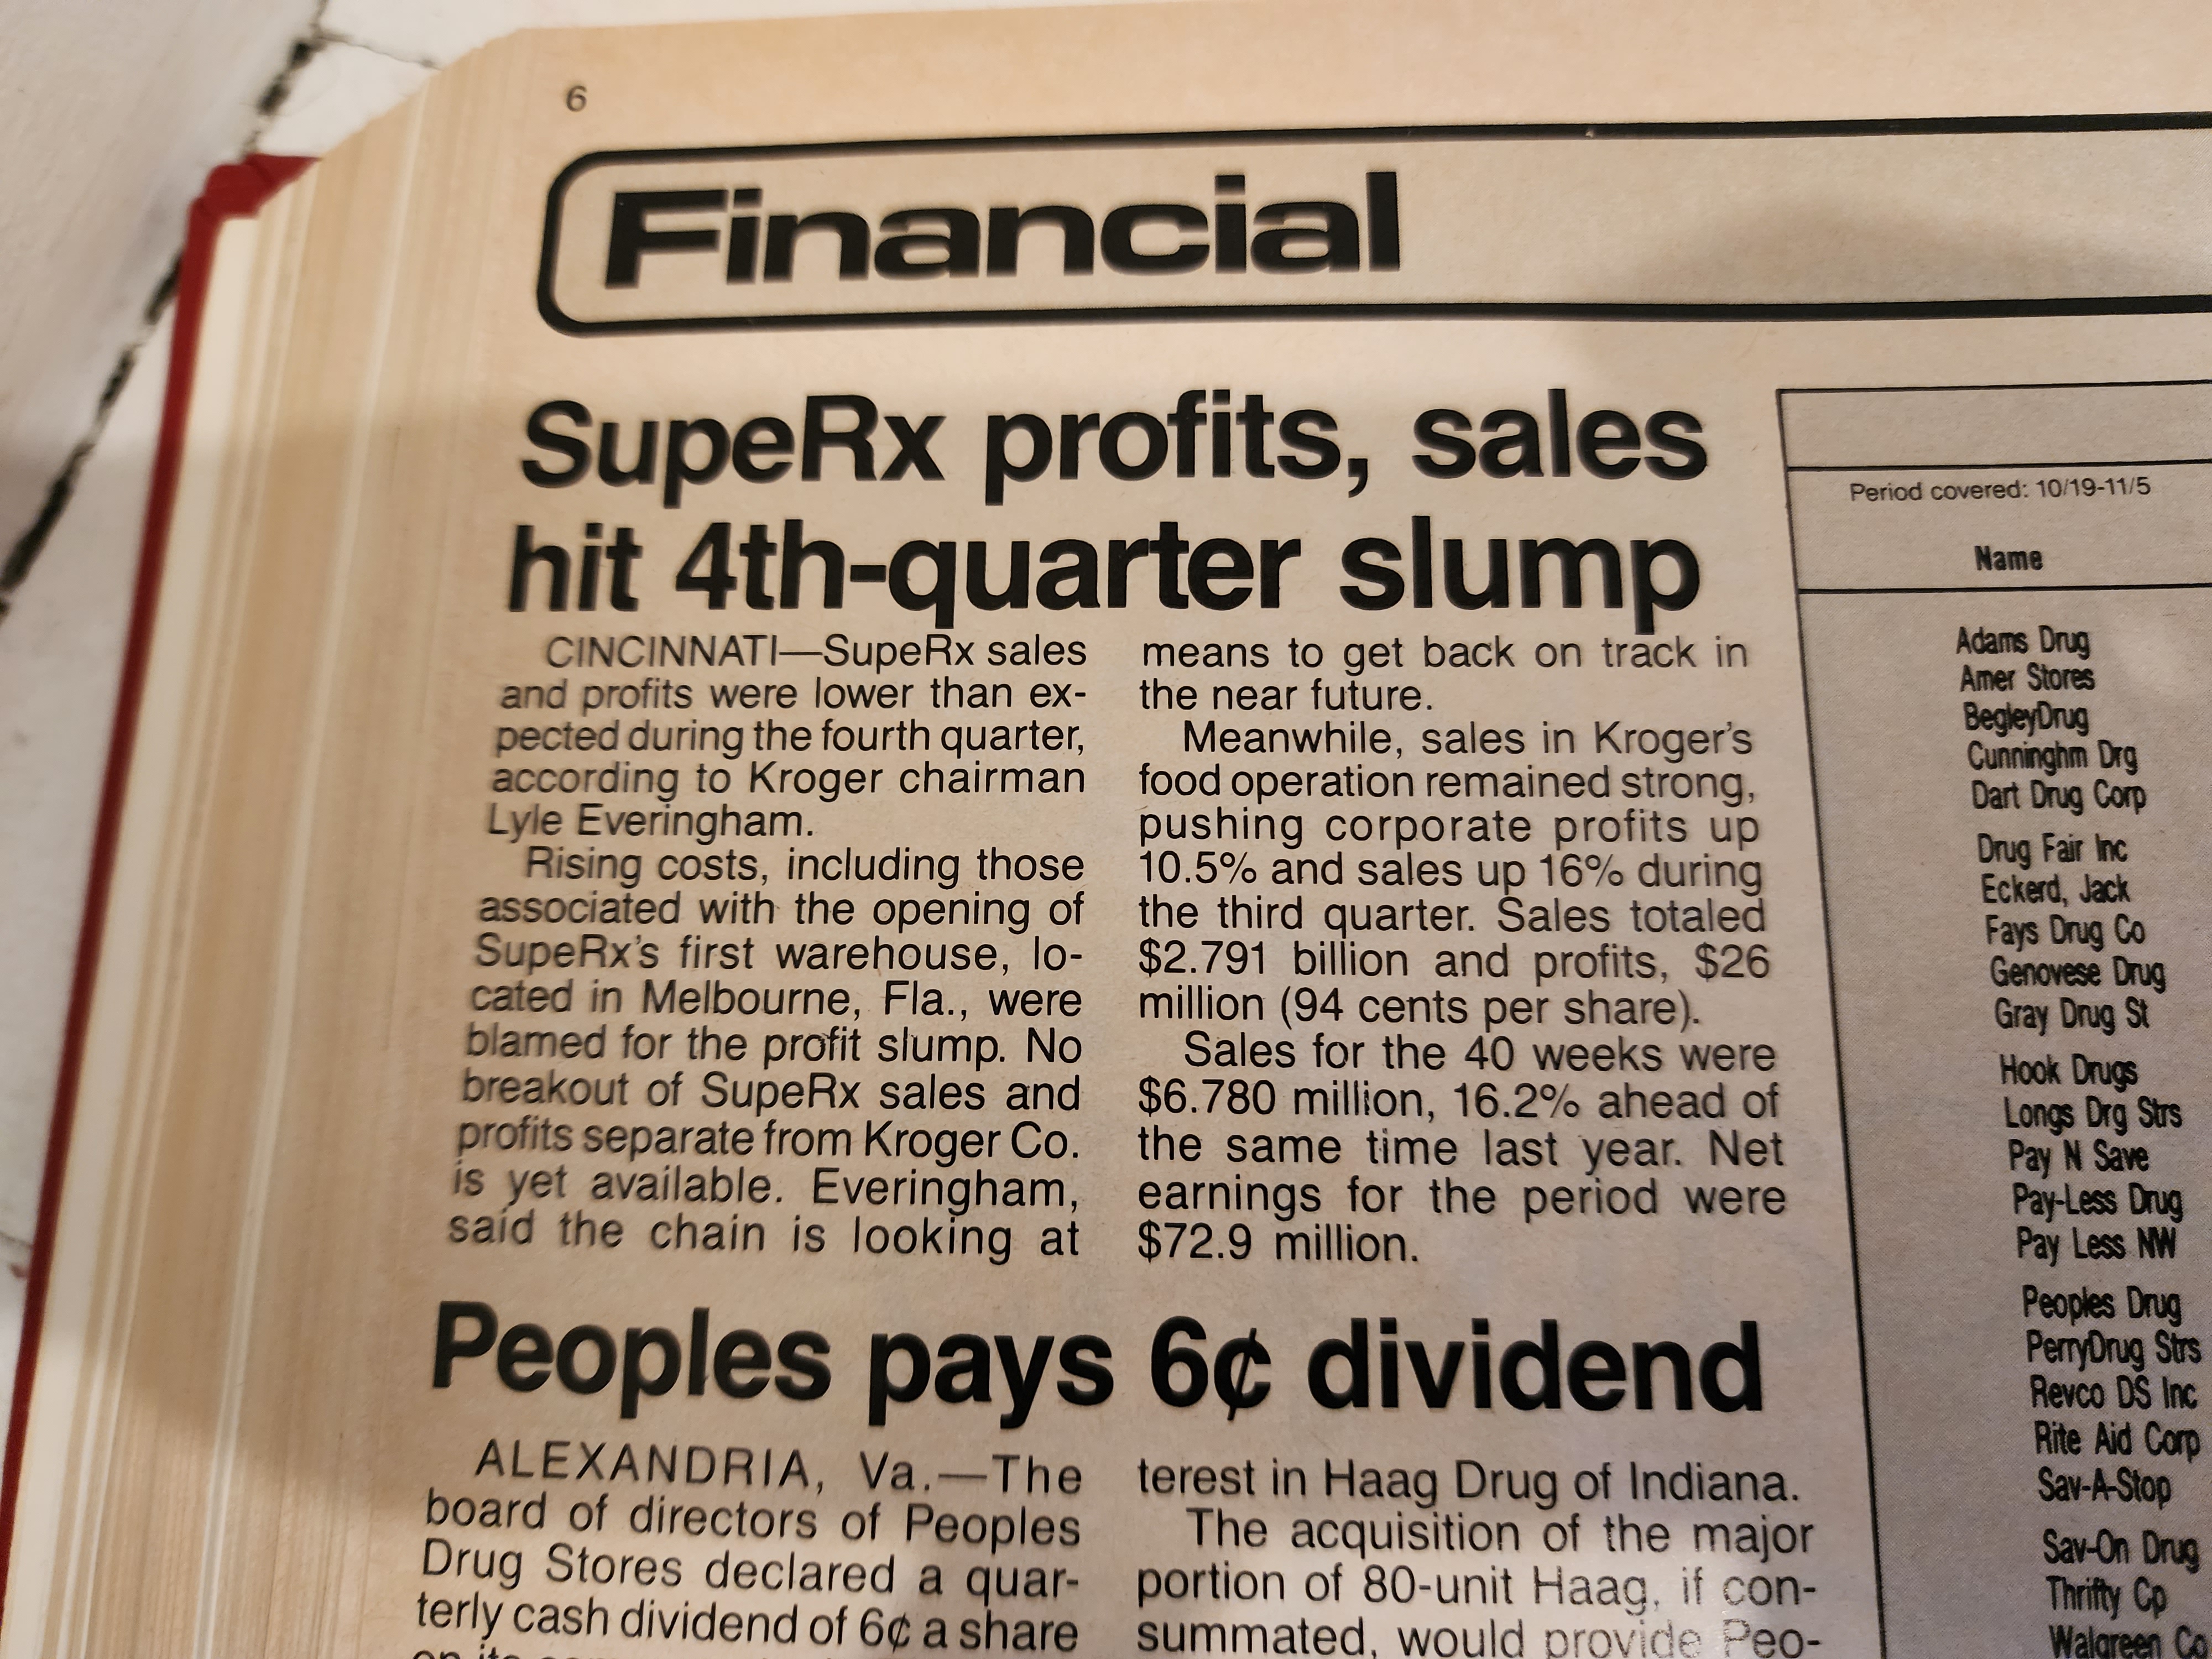 6
Financial
SupeRx profits, sales
hit 4th-quarter slump
CINCINNATI—SupeRx sales
and profits were lower than ex-
pected during the fourth quarter,
according to Kroger chairman
Lyle Everingham.
Rising costs, including those
associated with the opening of
SupeRx's first warehouse, lo-
cated in Melbourne, Fla., were
blamed for the profit slump. No
breakout of SupeRx sales and
profits separate from Kroger Co.
is yet available. Everingham,
said the chain is looking at
means to get back on track in
the near future.
Meanwhile, sales in Kroger's
food operation remained strong,
pushing corporate profits up
10.5% and sales up 16% during
the third quarter. Sales totaled
$2.791 billion and profits, $26
million (94 cents per share).
Sales for the 40 weeks were
$6.780 million, 16.2% ahead of
the same time last year. Net
earnings for the period were
$72.9 million.
Peoples pays 6¢ dividend
ALEXANDRIA, Va.—The
board of directors of Peoples
Drug Stores declared a quar-
terly cash dividend of 6¢ a share
on its
terest in Haag Drug of Indiana.
The acquisition of the major
portion of 80-unit Haag, if con-
summated, would provide Peo-
Period covered: 10/19-11/5
Name
Adams Drug
Amer Stores
BegleyDrug
Cunninghm Drg
Dart Drug Corp
Drug Fair Inc
Eckerd, Jack
Fays Drug Co
Genovese Drug
Gray Drug St
Hook Drugs
Longs Drg Strs
Pay N Save
Pay-Less Drug
Pay Less NW
Peoples Drug
PerryDrug Strs
Revco DS Inc
Rite Aid Corp
Sav-A-Stop
Sav-On Drug
Thrifty Cp
Walgreen Co